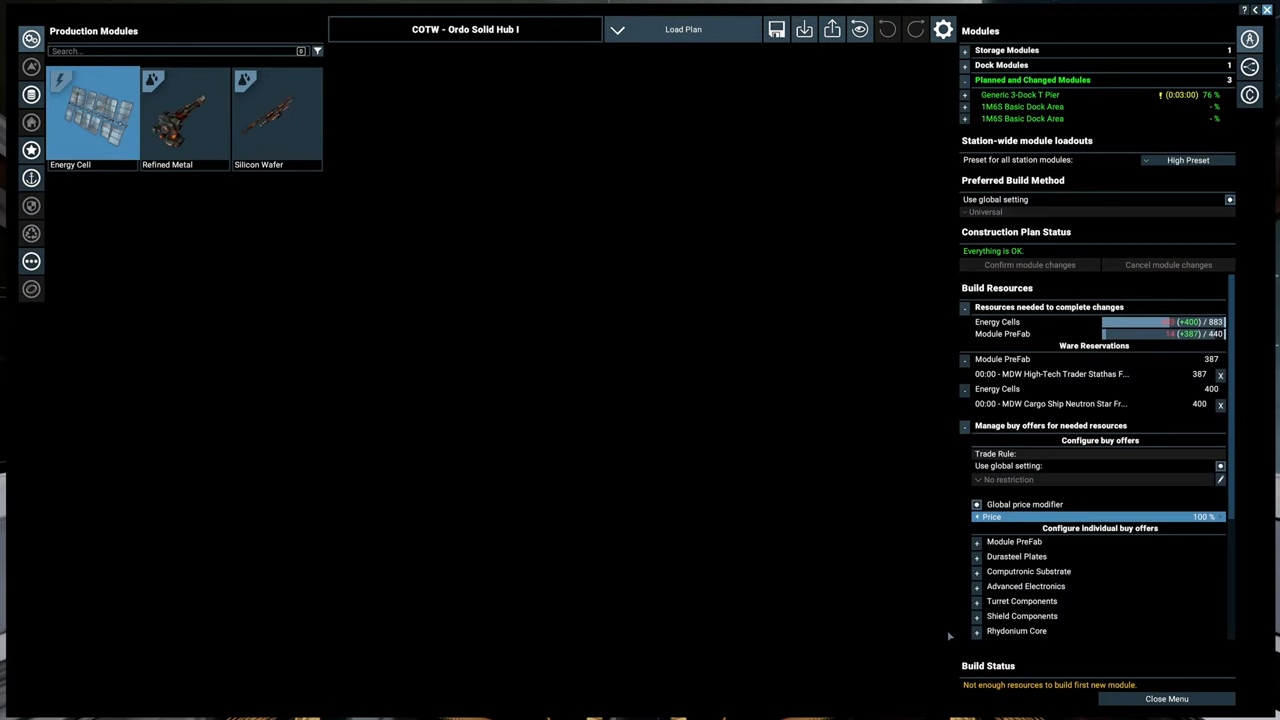 Production Modules
Search...
0
Energy Cell
Refined Metal
Silicon Wafer
COTW - Ordo Solid Hub I
Load Plan
?
Modules
+ Storage Modules 1
+ Dock Modules 1
- Planned and Changed Modules 3
+ Generic 3-Dock T Pier ! (0:03:00) 76 %
+ 1M6S Basic Dock Area - %
+ 1M6S Basic Dock Area - %
Station-wide module loadouts
Preset for all station modules: High Preset
Preferred Build Method
Use global setting
- Universal
Construction Plan Status
Everything is OK.
Confirm module changes Cancel module changes
Build Resources
- Resources needed to complete changes
Energy Cells (+400) / 883
Module PreFab 14 (+387) / 440
Ware Reservations
- Module PreFab 387
00:00 - MDW High-Tech Trader Stathas F... 387 x
- Energy Cells 400
00:00 - MDW Cargo Ship Neutron Star Fr... 400 x
- Manage buy offers for needed resources
Configure buy offers
Trade Rule:
Use global setting:
No restriction
Global price modifier
Price 100 %
Configure individual buy offers
+ Module PreFab
+ Durasteel Plates
+ Computronic Substrate
+ Advanced Electronics
+ Turret Components
+ Shield Components
+ Rhydonium Core
Build Status
Not enough resources to build first new module.
Close Menu